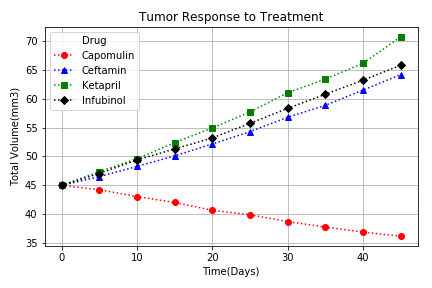 Tumor Response to Treatment
Total Volume(mm3)
70
65
60
55
50
45
40
35
Drug
Capomulin
Ceftamin
Ketapril
Infubinol
0
10
20
30
40
Time(Days)